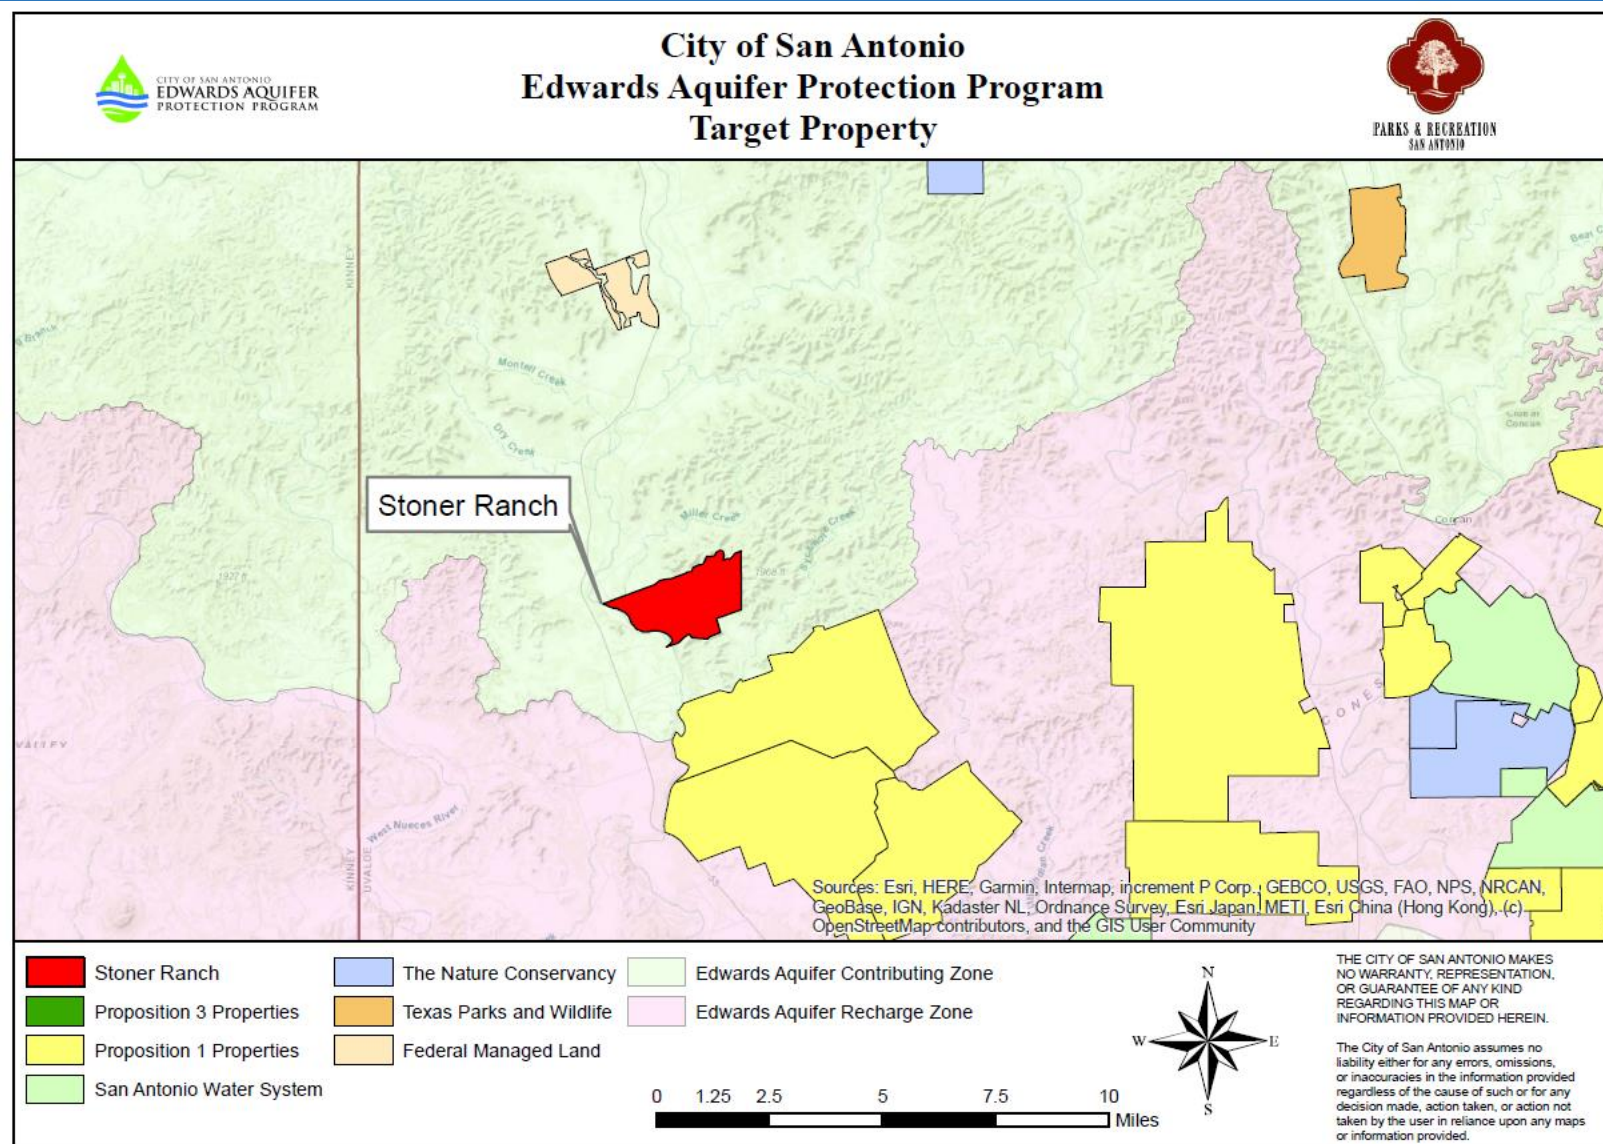 City of San Antonio
Edwards Aquifer Protection Program
Target Property
CITY OF SAN ANTONIO
EDWARDS AQUIFER
PROTECTION PROGRAM
PARKS & RECREATION
SAN ANTONIO
KINNEY
Montell Creek
Dry Creek
Stoner Ranch
Miller Creek
1927 ft
1968 ft
Concan
VALLEY
West Nueces River
KINNEY
UVALDE
55
Sources: Esri, HERE, Garmin, Intermap, increment P Corp., GEBCO, USGS, FAO, NPS, NRCAN,
GeoBase, IGN, Kadaster NL, Ordnance Survey, Esri Japan, METI, Esri China (Hong Kong), (c)
OpenStreetMap contributors, and the GIS User Community
Stoner Ranch
Proposition 3 Properties
Proposition 1 Properties
San Antonio Water System
The Nature Conservancy
Texas Parks and Wildlife
Federal Managed Land
Edwards Aquifer Contributing Zone
Edwards Aquifer Recharge Zone
0 1.25 2.5 5 7.5 10
Miles
N
W E
S
THE CITY OF SAN ANTONIO MAKES
NO WARRANTY, REPRESENTATION,
OR GUARANTEE OF ANY KIND
REGARDING THIS MAP OR
INFORMATION PROVIDED HEREIN.
The City of San Antonio assumes no
liability either for any errors, omissions,
or inaccuracies in the information provided
regardless of the cause of such or for any
decision made, action taken, or action not
taken by the user in reliance upon any maps
or information provided.